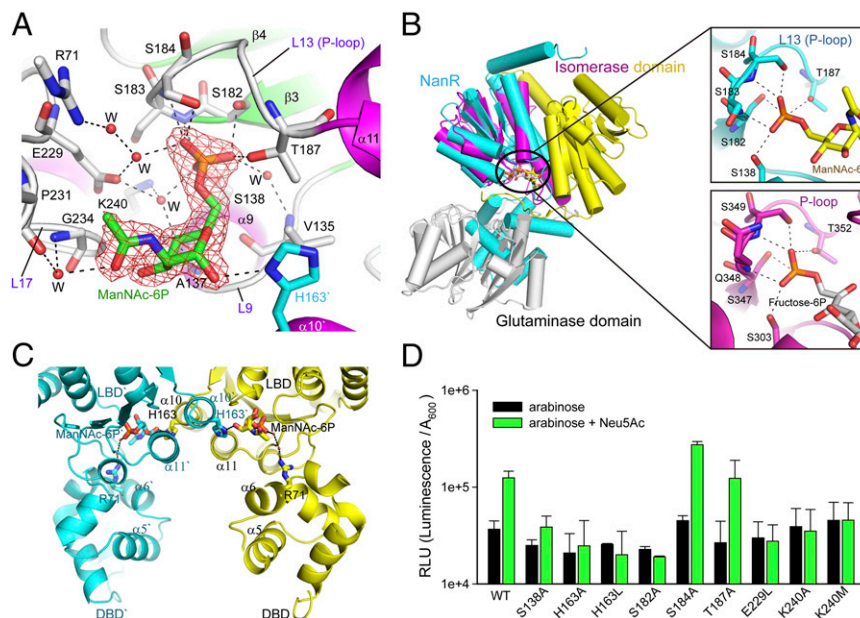 A
R71
S184
β4
L13 (P-loop)
S183
S182
β3
W
α11
E229
W
T187
P231
K240
W
S138
G234
α9
V135
L17
W
ManNAc-6P
A137
L9
H163`
α10`
B
NanR
Isomerase domain
Glutaminase domain
L13 (P-loop)
S184
T187
S183
S182
S138
ManNAc-6
P-loop
S349
T352
Q348
S347
Fructose-6P
S303
C
LBD`
α10
α10`
LBD
H163
H163`
ManNAc-6P`
ManNAc-6P
α11`
α11
R71`
α6`
α6
R71
α5`
α5
DBD`
DBD
D
RLU (Luminescence / A600)
1e+6
1e+5
1e+4
arabinose
arabinose + Neu5Ac
WT
S138A
H163A
H163L
S182A
S184A
T187A
E229L
K240A
K240M